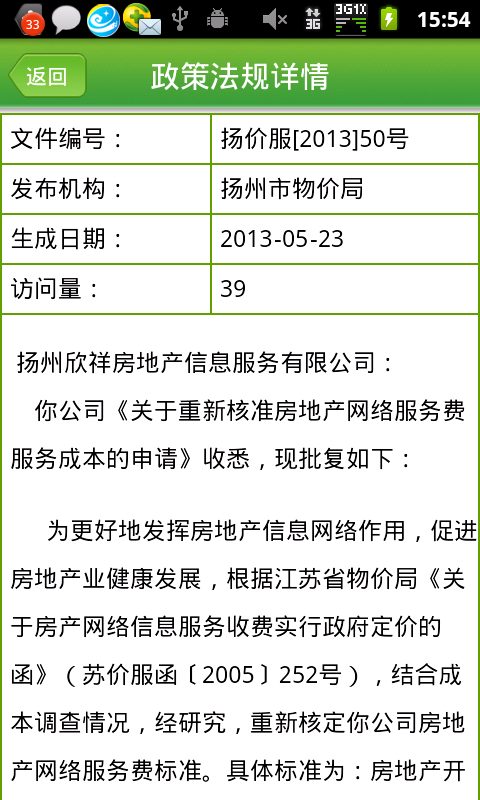 33
3G
3G1X
15:54
返回
政策法规详情
文件编号：
扬价服[2013]50号
发布机构：
扬州市物价局
生成日期：
2013-05-23
访问量：
39
扬州欣祥房地产信息服务有限公司：
你公司《关于重新核准房地产网络服务费
服务成本的申请》收悉，现批复如下：
为更好地发挥房地产信息网络作用，促进
房地产业健康发展，根据江苏省物价局《关
于房产网络信息服务收费实行政府定价的
函》（苏价服函〔2005〕252号），结合成
本调查情况，经研究，重新核定你公司房地
产网络服务费标准。具体标准为：房地产开